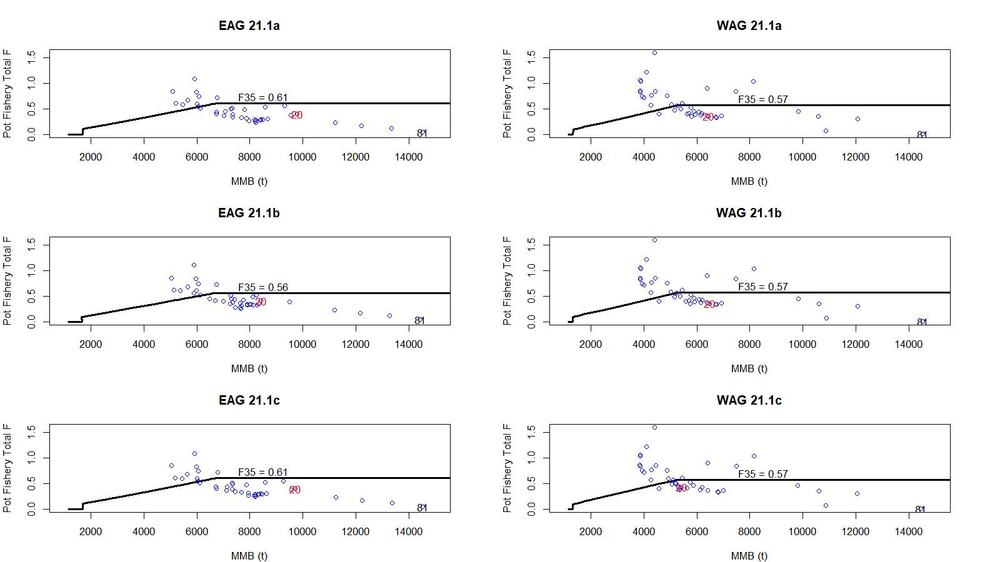 EAG 21.1a
Pot Fishery Total F
1.5
1.0
0.5
0.0
F35 = 0.61
20
81
2000 4000 6000 8000 10000 12000 14000
MMB (t)
WAG 21.1a
Pot Fishery Total F
1.5
1.0
0.5
0.0
F35 = 0.57
20
81
2000 4000 6000 8000 10000 12000 14000
MMB (t)
EAG 21.1b
Pot Fishery Total F
1.5
1.0
0.5
0.0
F35 = 0.56
20
81
2000 4000 6000 8000 10000 12000 14000
MMB (t)
WAG 21.1b
Pot Fishery Total F
1.5
1.0
0.5
0.0
F35 = 0.57
20
81
2000 4000 6000 8000 10000 12000 14000
MMB (t)
EAG 21.1c
Pot Fishery Total F
1.5
1.0
0.5
0.0
F35 = 0.61
20
81
2000 4000 6000 8000 10000 12000 14000
MMB (t)
WAG 21.1c
Pot Fishery Total F
1.5
1.0
0.5
0.0
F35 = 0.57
20
81
2000 4000 6000 8000 10000 12000 14000
MMB (t)